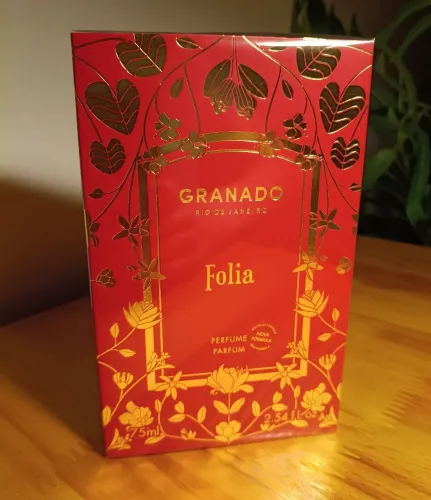 GRANADO
RIO DE JANEIRO
Folia
PERFUME
PARFUM
NOVA
FÓRMULA
75ml
2.54 fl oz